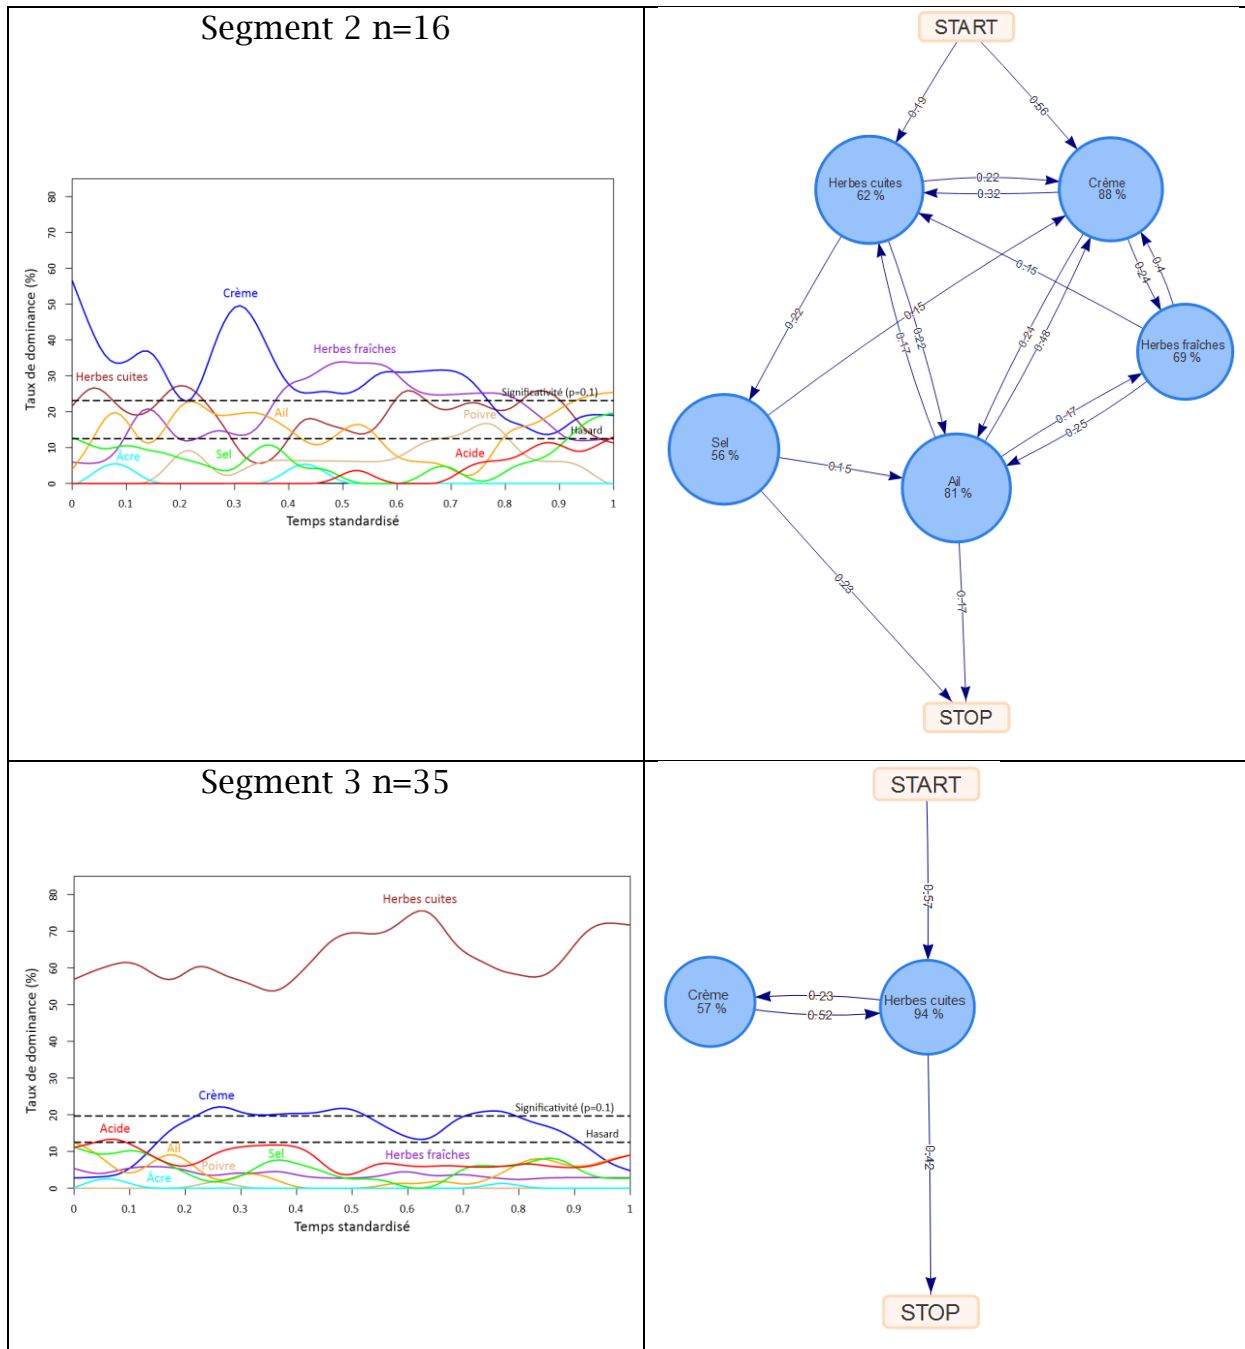 Segment 2 n=16
Taux de dominance (%)
80
70
60
50
40
30
20
10
0
Crème
Herbes fraîches
Herbes cuites
Significativité (p=0.1)
Ail
Poivre
Hasard
Âcre
Sel
Acide
0 0.1 0.2 0.3 0.4 0.5 0.6 0.7 0.8 0.9 1
Temps standardisé
START
0.19
0.56
Herbes cuites
62 %
0.22
0.32
Crème
88 %
0.15
0.24
0.4
0.22
0.15
0.17
0.22
0.24
0.48
Herbes fraîches
69 %
0.17
0.25
Sel
56 %
0.15
Ail
81 %
0.23
0.17
STOP
Segment 3 n=35
Taux de dominance (%)
80
70
60
50
40
30
20
10
0
Herbes cuites
Crème
Significativité (p=0.1)
Acide
Hasard
Ail
Poivre
Sel
Herbes fraîches
Âcre
0 0.1 0.2 0.3 0.4 0.5 0.6 0.7 0.8 0.9 1
Temps standardisé
START
0.57
Crème
57 %
0.23
0.52
Herbes cuites
94 %
0.42
STOP